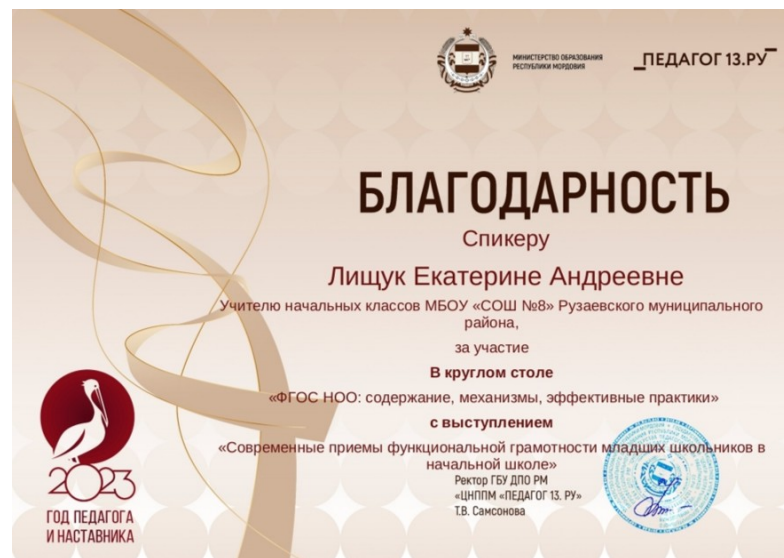 МИНИСТЕРСТВО ОБРАЗОВАНИЯ
РЕСПУБЛИКИ МОРДОВИЯ
_ПЕДАГОГ 13.РУ¯
БЛАГОДАРНОСТЬ
Спикеру
Лищук Екатерине Андреевне
Учителю начальных классов МБОУ «СОШ №8» Рузаевского муниципального
района,
за участие
В круглом столе
«ФГОС НОО: содержание, механизмы, эффективные практики»
с выступлением
«Современные приемы функциональной грамотности младших школьников в
начальной школе»
Ректор ГБУ ДПО РМ
«ЦНППМ «ПЕДАГОГ 13. РУ»
Т.В. Самсонова
2023
ГОД ПЕДАГОГА
И НАСТАВНИКА